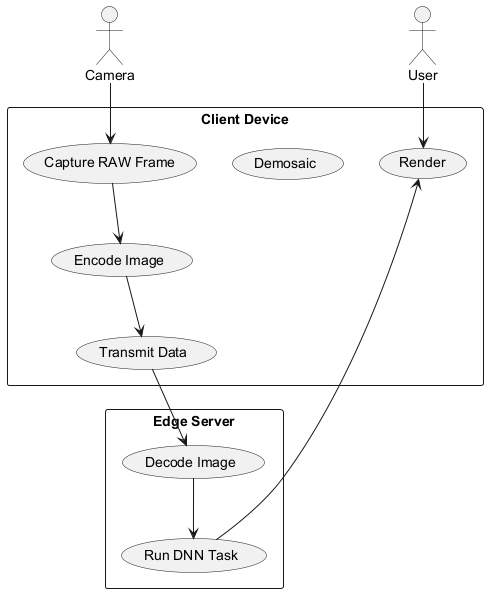 Camera
User
Client Device
Capture RAW Frame
Demosaic
Render
Encode Image
Transmit Data
Edge Server
Decode Image
Run DNN Task